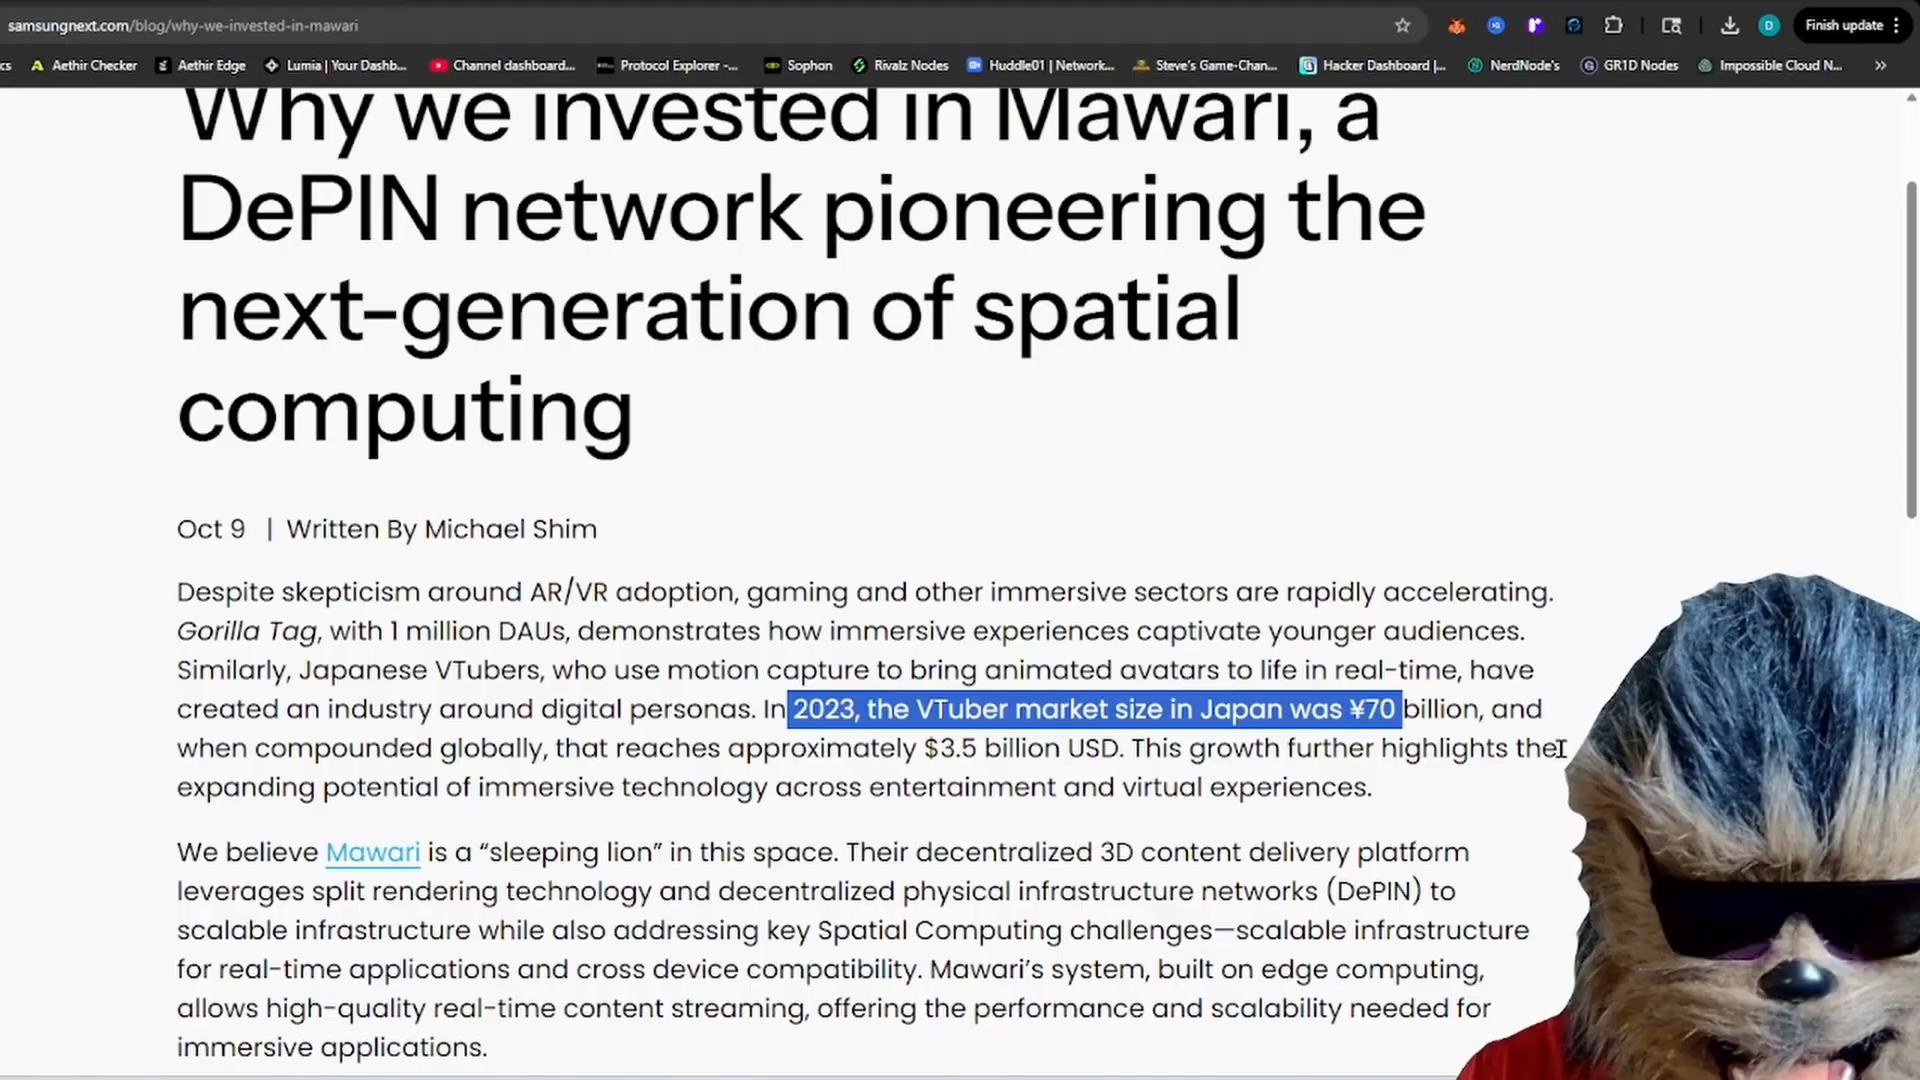 samsungnext.com/blog/why-we-invested-in-mawari
Finish update
cs Aethir Checker Aethir Edge Lumia | Your Dashb... Channel dashboard... Protocol Explorer -... Sophon Rivalz Nodes Huddle01 | Network... Steve's Game-Chan... Hacker Dashboard |... NerdNode's GR1D Nodes Impossible Cloud N... »
Why we invested in Mawari, a
DePIN network pioneering the
next-generation of spatial
computing
Oct 9 | Written By Michael Shim
Despite skepticism around AR/VR adoption, gaming and other immersive sectors are rapidly accelerating.
Gorilla Tag, with 1 million DAUs, demonstrates how immersive experiences captivate younger audiences.
Similarly, Japanese VTubers, who use motion capture to bring animated avatars to life in real-time, have
created an industry around digital personas. In 2023, the VTuber market size in Japan was ¥70 billion, and
when compounded globally, that reaches approximately $3.5 billion USD. This growth further highlights the
expanding potential of immersive technology across entertainment and virtual experiences.
We believe Mawari is a “sleeping lion” in this space. Their decentralized 3D content delivery platform
leverages split rendering technology and decentralized physical infrastructure networks (DePIN) to
scalable infrastructure while also addressing key Spatial Computing challenges—scalable infrastructure
for real-time applications and cross device compatibility. Mawari’s system, built on edge computing,
allows high-quality real-time content streaming, offering the performance and scalability needed for
immersive applications.